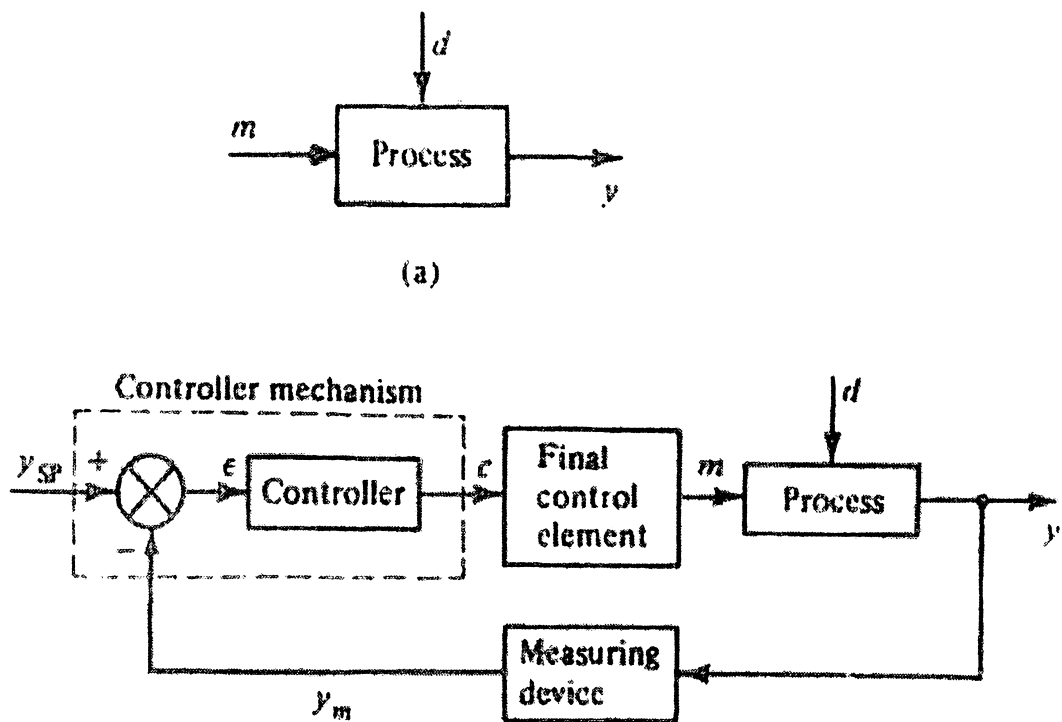 d
m
Process
y
(a)
Controller mechanism
d
y_SP
+
ϵ
Controller
c
Final
control
element
m
Process
y
−
Measuring
device
y_m